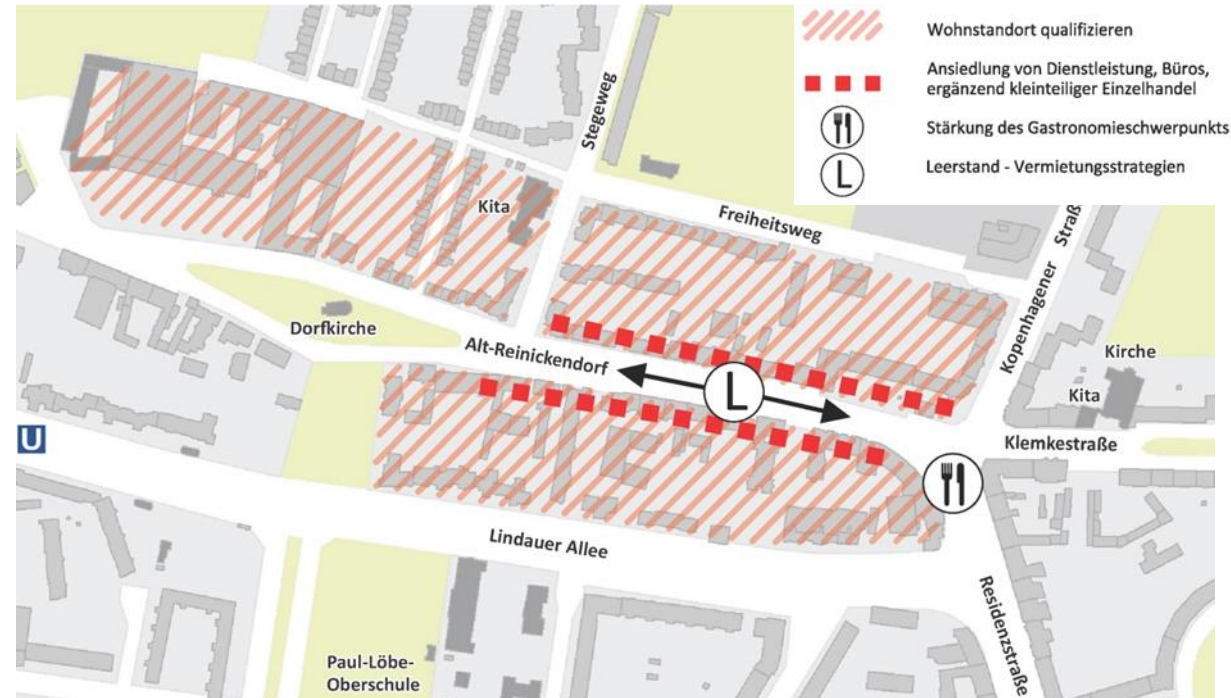 Wohnstandort qualifizieren
Ansiedlung von Dienstleistung, Büros,
ergänzend kleinteiliger Einzelhandel
Stärkung des Gastronomieschwerpunkts
L
Leerstand - Vermietungsstrategien
Stegeweg
Freiheitsweg
Kopenhagener Straß
Kita
Dorfkirche
Alt-Reinickendorf
L
Kirche
Kita
Klemkestraße
U
Lindauer Allee
Residenzstraße
Paul-Löbe-
Oberschule